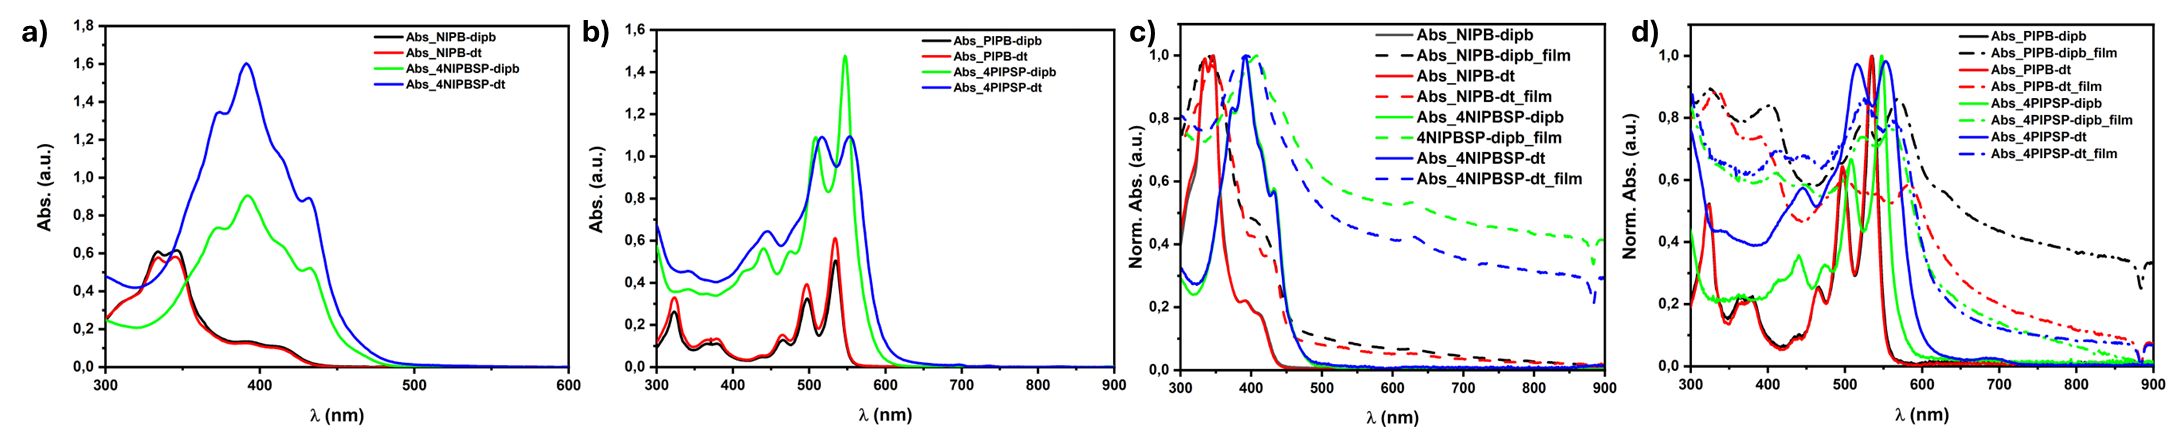 a)
Abs. (a.u.)
1,8
1,6
1,4
1,2
1,0
0,8
0,6
0,4
0,2
0,0
300
400
500
600
λ (nm)
Abs_NIPB-dipb
Abs_NIPB-dt
Abs_4NIPBSP-dipb
Abs_4NIPBSP-dt
b)
Abs. (a.u.)
1,6
1,4
1,2
1,0
0,8
0,6
0,4
0,2
0,0
300
400
500
600
700
800
900
λ (nm)
Abs_PIPB-dipb
Abs_PIPB-dt
Abs_4PIPSP-dipb
Abs_4PIPSP-dt
c)
Norm. Abs. (a.u.)
1,0
0,8
0,6
0,4
0,2
0,0
300
400
500
600
700
800
900
λ (nm)
Abs_NIPB-dipb
Abs_NIPB-dipb_film
Abs_NIPB-dt
Abs_NIPB-dt_film
Abs_4NIPBSP-dipb
4NIPBSP-dipb_film
Abs_4NIPBSP-dt
Abs_4NIPBSP-dt_film
d)
Norm. Abs. (a.u.)
1,0
0,8
0,6
0,4
0,2
0,0
300
400
500
600
700
800
900
λ (nm)
Abs_PIPB-dipb
Abs_PIPB-dipb_film
Abs_PIPB-dt
Abs_PIPB-dt_film
Abs_4PIPSP-dipb
Abs_4PIPSP-dipb_film
Abs_4PIPSP-dt
Abs_4PIPSP-dt_film